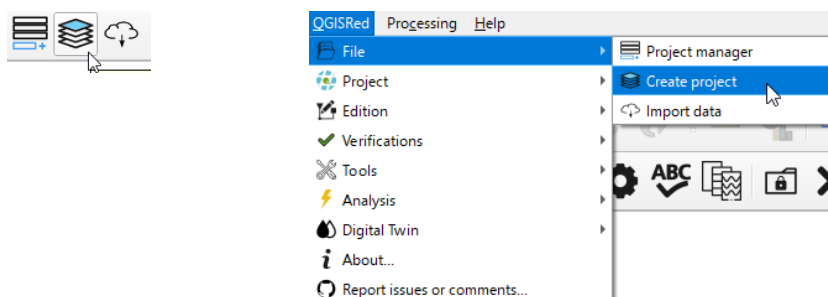 QGISRed Processing Help
File
Project manager
Project
Create project
Edition
Import data
Verifications
Tools
ABC
Analysis
Digital Twin
About...
Report issues or comments...